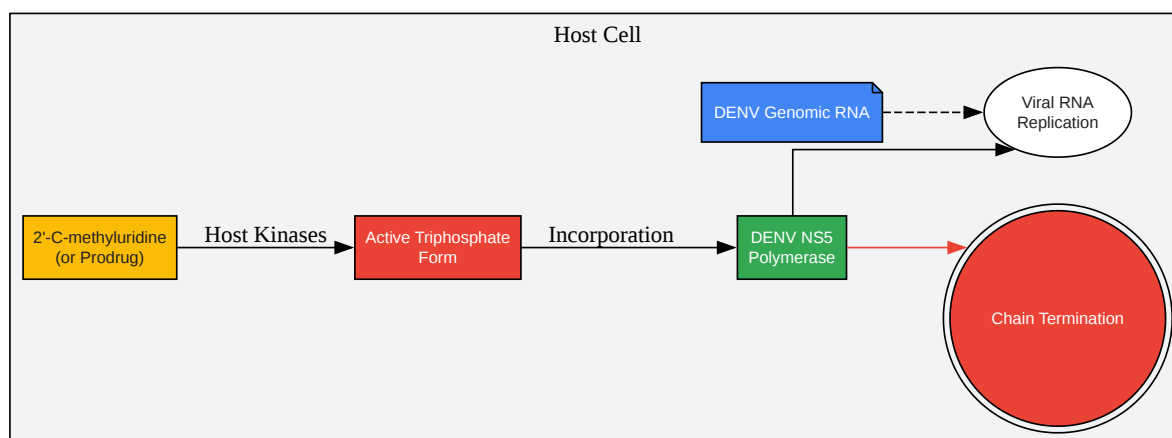 Host Cell
DENV Genomic RNA
Viral RNA
Replication
2'-C-methyluridine
(or Prodrug)
Host Kinases
Active Triphosphate
Form
Incorporation
DENV NS5
Polymerase
Chain Termination